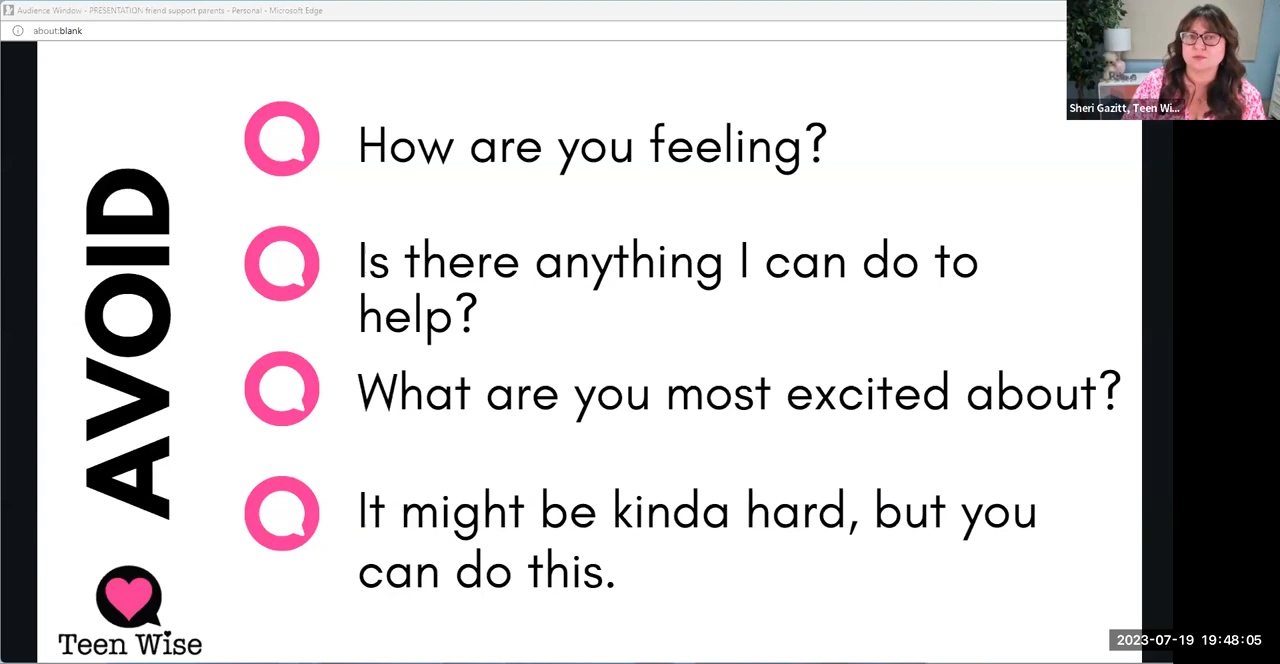 Audience Window - PRESENTATION friend support parents - Personal - Microsoft Edge
about:blank
Sheri Gazitt, Teen Wi...
AVOID
How are you feeling?
Is there anything I can do to
help?
What are you most excited about?
It might be kinda hard, but you
can do this.
Teen Wise
2023-07-19 19:48:05